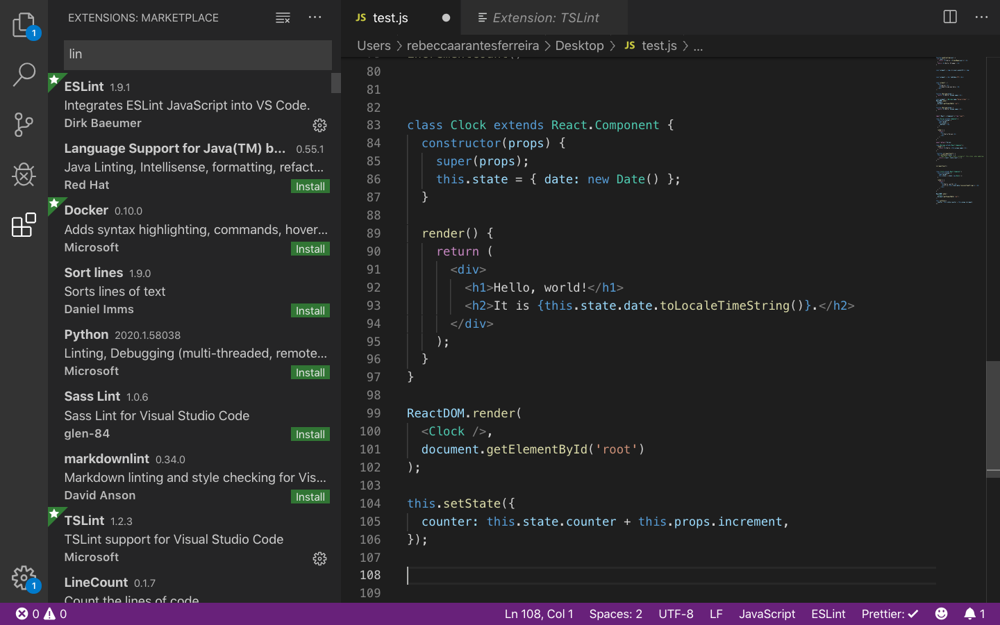 EXTENSIONS: MARKETPLACE
lin
ESLint 1.9.1
Integrates ESLint JavaScript into VS Code.
Dirk Baeumer
Language Support for Java(TM) b... 0.55.1
Java Linting, Intellisense, formatting, refact...
Red Hat
Install
Docker 0.10.0
Adds syntax highlighting, commands, hover...
Microsoft
Install
Sort lines 1.9.0
Sorts lines of text
Daniel Imms
Install
Python 2020.1.58038
Linting, Debugging (multi-threaded, remote...
Microsoft
Install
Sass Lint 1.0.6
Sass Lint for Visual Studio Code
glen-84
Install
markdownlint 0.34.0
Markdown linting and style checking for Vis...
David Anson
Install
TSLint 1.2.3
TSLint support for Visual Studio Code
Microsoft
LineCount 0.1.7
Count the lines of code
1
1
JS test.js
Extension: TSLint
Users > rebeccaarantesferreira > Desktop > JS test.js > ...
80
81
82
83 class Clock extends React.Component {
84 constructor(props) {
85 super(props);
86 this.state = { date: new Date() };
87 }
88
89 render() {
90 return (
91 <div>
92 <h1>Hello, world!</h1>
93 <h2>It is {this.state.date.toLocaleTimeString()}.</h2>
94 </div>
95 );
96 }
97 }
98
99 ReactDOM.render(
100 <Clock />,
101 document.getElementById('root')
102 );
103
104 this.setState({
105 counter: this.state.counter + this.props.increment,
106 });
107
108
109
0 0
Ln 108, Col 1 Spaces: 2 UTF-8 LF JavaScript ESLint Prettier: ✓ 1